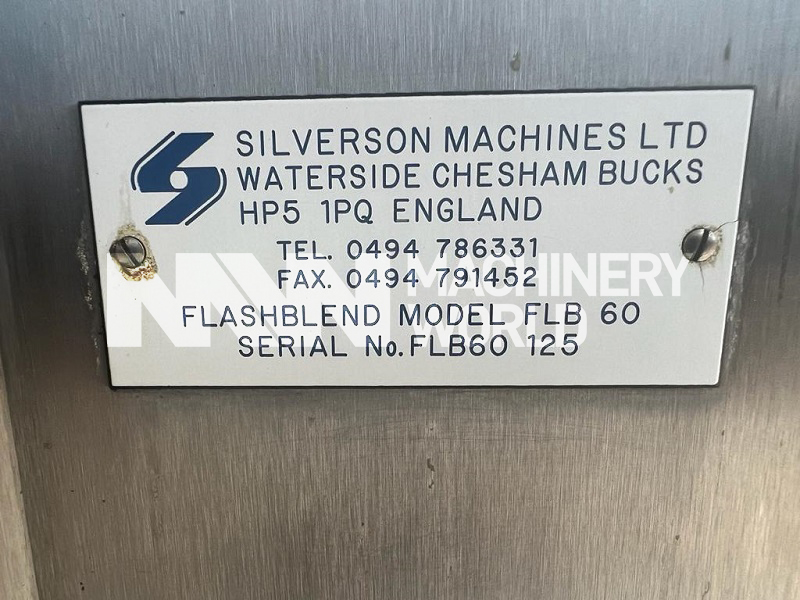 SILVERSON MACHINES LTD
WATERSIDE CHESHAM BUCKS
HP5 1PQ ENGLAND
TEL. 0494 786331
FAX. 0494 791452
FLASHBLEND MODEL FLB 60
SERIAL No. FLB60 125
MW MACHINERY
WORLD